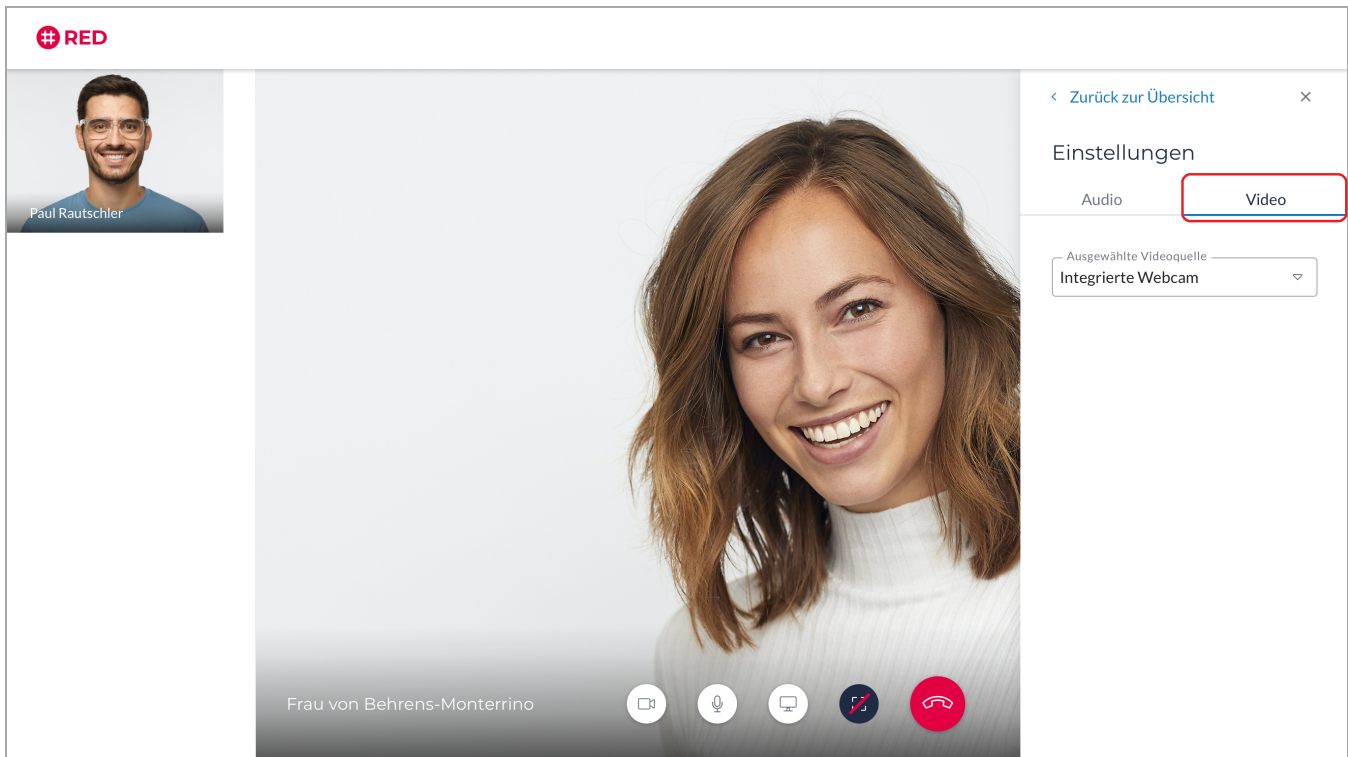 # RED
Paul Rautschler
Zurück zur Übersicht
Einstellungen
Audio
Video
Ausgewählte Videoquelle
Integrierte Webcam
Frau von Behrens-Monterrino